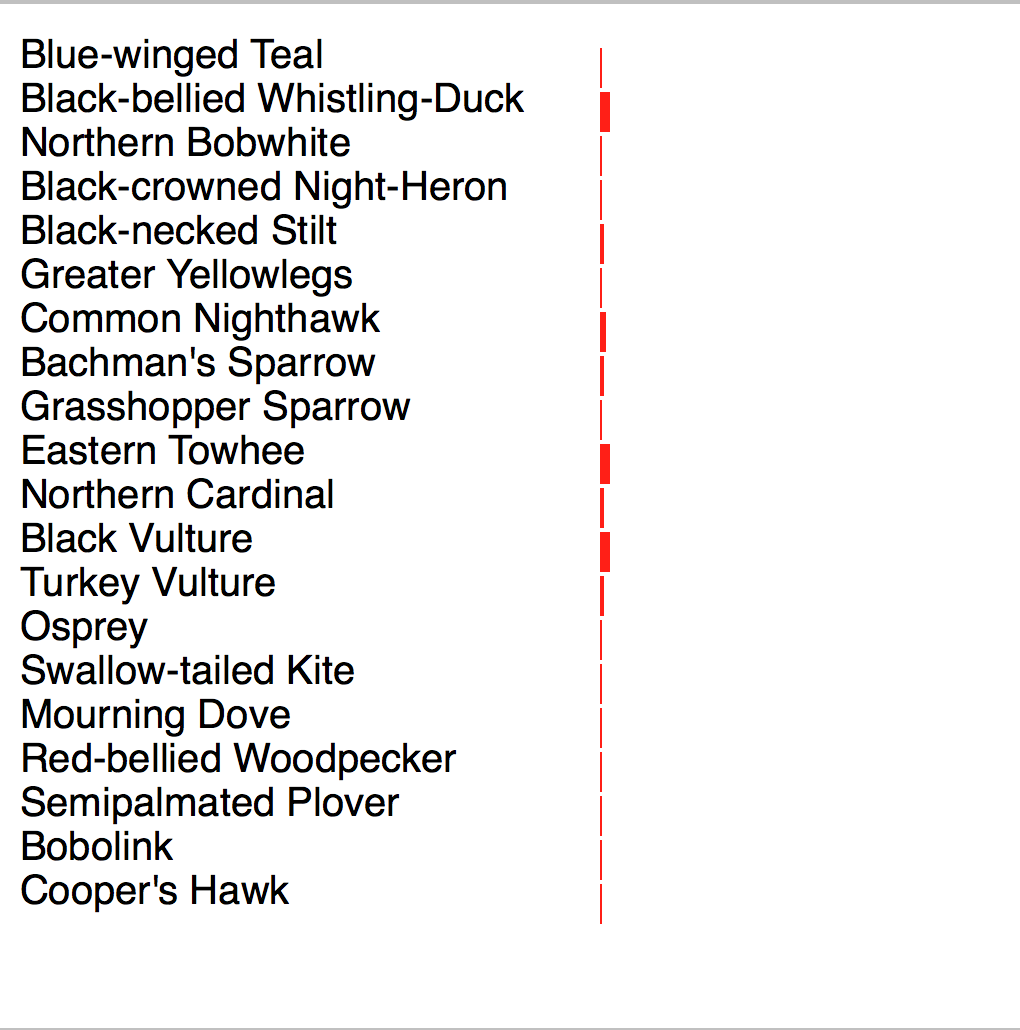 Blue-winged Teal
Black-bellied Whistling-Duck
Northern Bobwhite
Black-crowned Night-Heron
Black-necked Stilt
Greater Yellowlegs
Common Nighthawk
Bachman's Sparrow
Grasshopper Sparrow
Eastern Towhee
Northern Cardinal
Black Vulture
Turkey Vulture
Osprey
Swallow-tailed Kite
Mourning Dove
Red-bellied Woodpecker
Semipalmated Plover
Bobolink
Cooper's Hawk